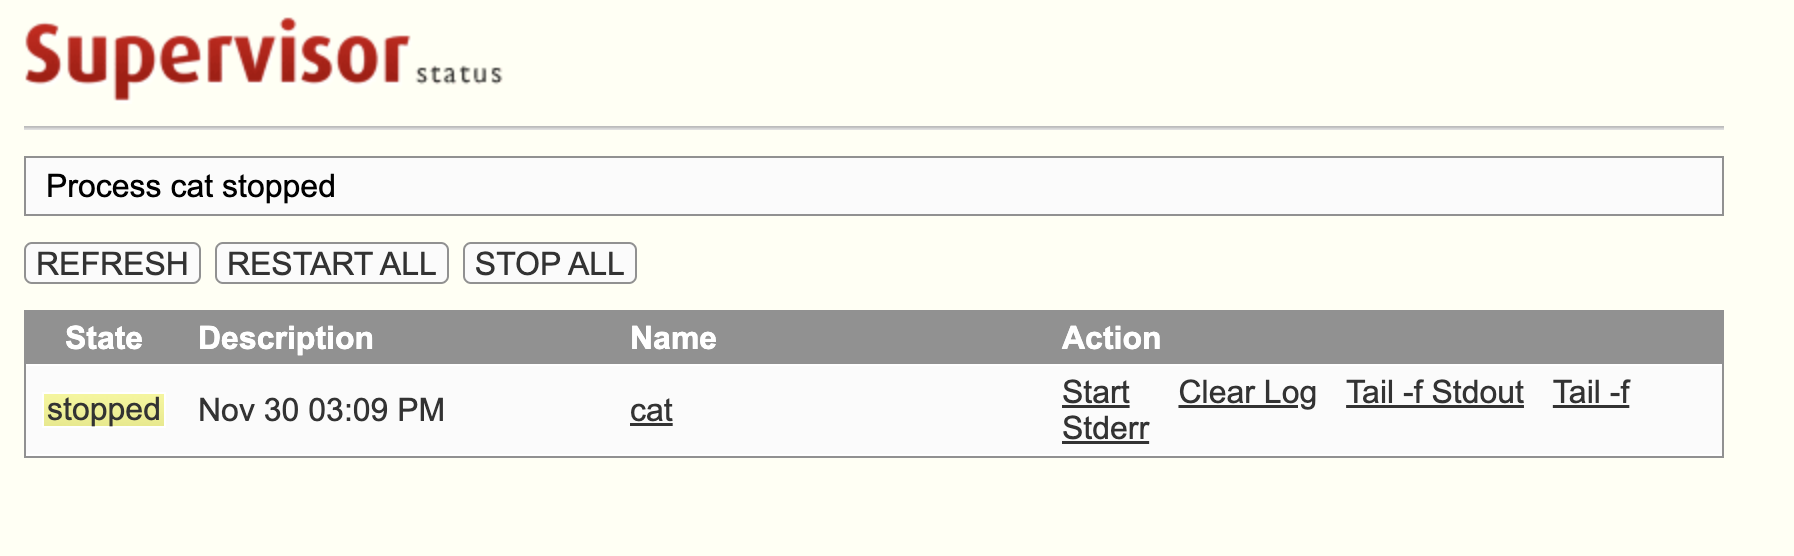 Supervisor status
Process cat stopped
REFRESH RESTART ALL STOP ALL
State Description Name Action
stopped Nov 30 03:09 PM cat Start Clear Log Tail -f Stdout Tail -f
Stderr